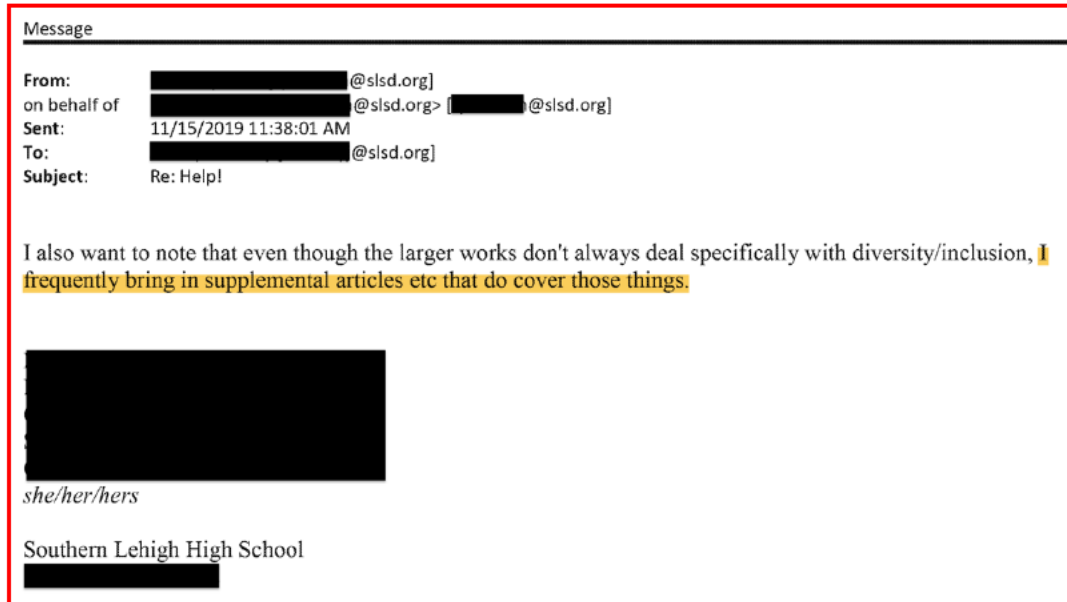 Message
From: @slsd.org]
on behalf of @slsd.org> [ @slsd.org]
Sent: 11/15/2019 11:38:01 AM
To: @slsd.org]
Subject: Re: Help!
I also want to note that even though the larger works don't always deal specifically with diversity/inclusion, I
frequently bring in supplemental articles etc that do cover those things.
she/her/hers
Southern Lehigh High School